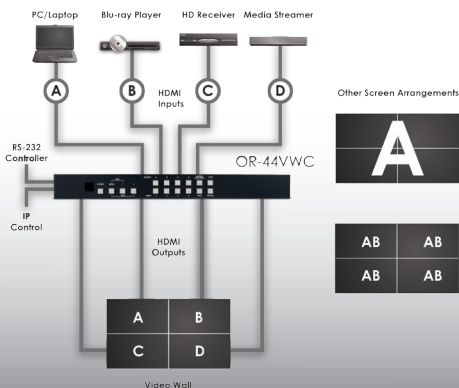 PC/Laptop
Blu-ray Player
HD Receiver
Media Streamer
A
B
HDMI
Inputs
C
D
Other Screen Arrangements
RS-232
Controller
OR-44VWC
IP
Control
HDMI
Outputs
A
B
C
D
Video Wall
A
AB
AB
AB
AB